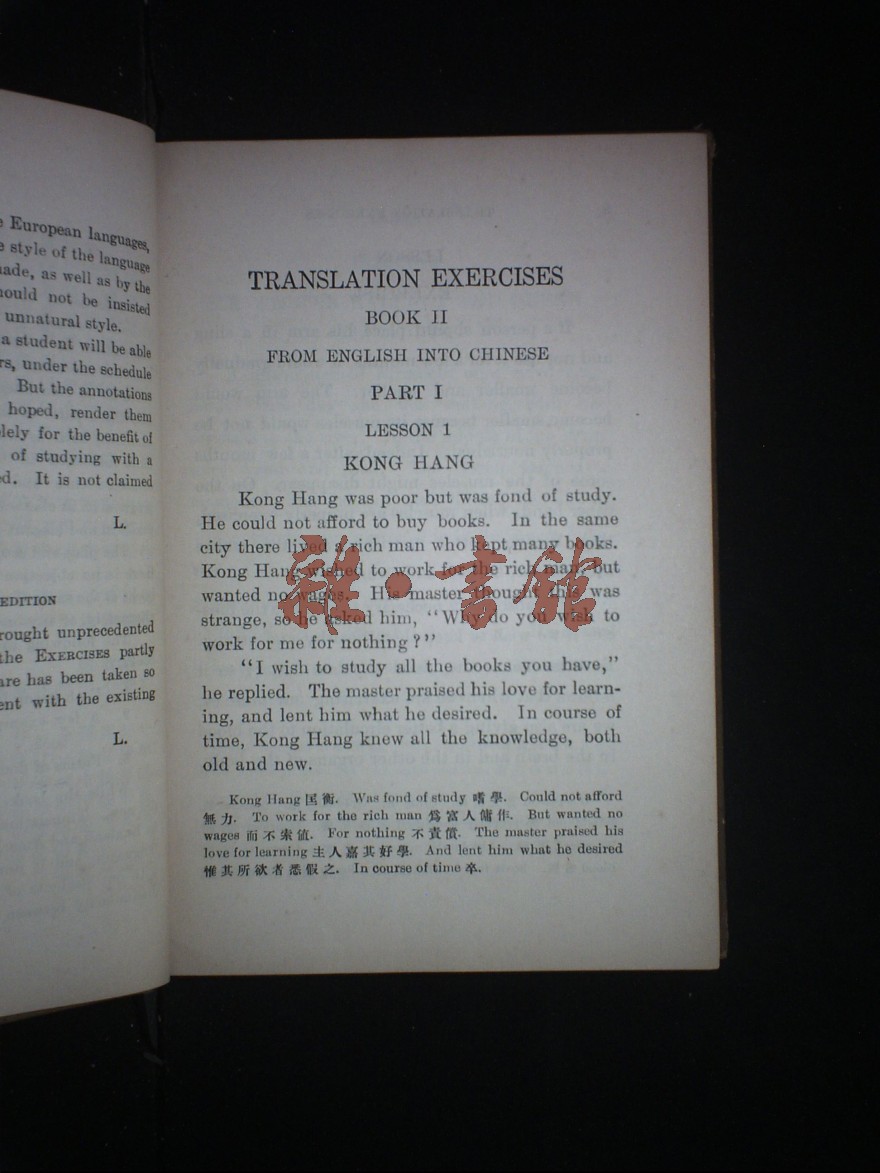 e European languages,
e style of the language
made, as well as by the
should not be insisted
unnatural style.
a student will be able
rs, under the schedule
But the annotations
hoped, render them
lely for the benefit of
of studying with a
d. It is not claimed
L.
EDITION
rought unprecedented
the EXERCISES partly
are has been taken so
ent with the existing
L.
TRANSLATION EXERCISES
BOOK II
FROM ENGLISH INTO CHINESE
PART I
LESSON 1
KONG HANG
Kong Hang was poor but was fond of study.
He could not afford to buy books. In the same
city there lived a rich man who kept many books.
Kong Hang wished to work for the rich man, but
wanted no wages. His master thought this was
strange, so he asked him, "Why do you wish to
work for me for nothing?"
"I wish to study all the books you have,"
he replied. The master praised his love for learn-
ing, and lent him what he desired. In course of
time, Kong Hang knew all the knowledge, both
old and new.
Kong Hang 匡衡. Was fond of study 嗜學. Could not afford
無力. To work for the rich man 爲富人傭作. But wanted no
wages 而不索值. For nothing 不責償. The master praised his
love for learning 主人嘉其好學. And lent him what he desired
惟其所欲者悉假之. In course of time 卒.
雜·書館